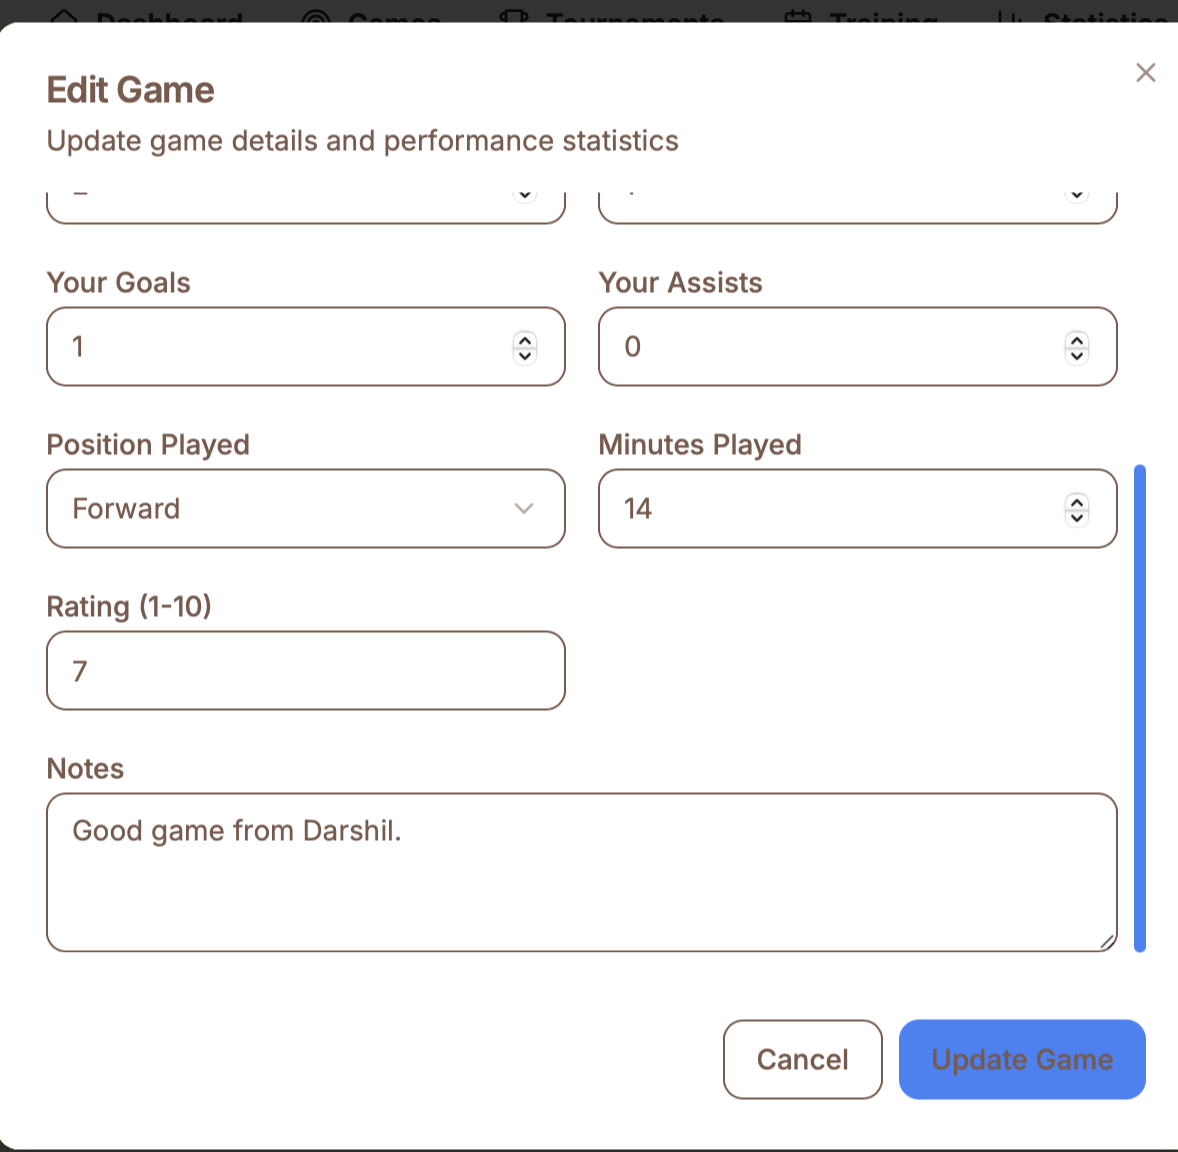 Dashboard Games Tournaments Training Statistics
Edit Game
Update game details and performance statistics
Your Goals
Your Assists
1
0
Position Played
Minutes Played
Forward
14
Rating (1-10)
7
Notes
Good game from Darshil.
Cancel
Update Game